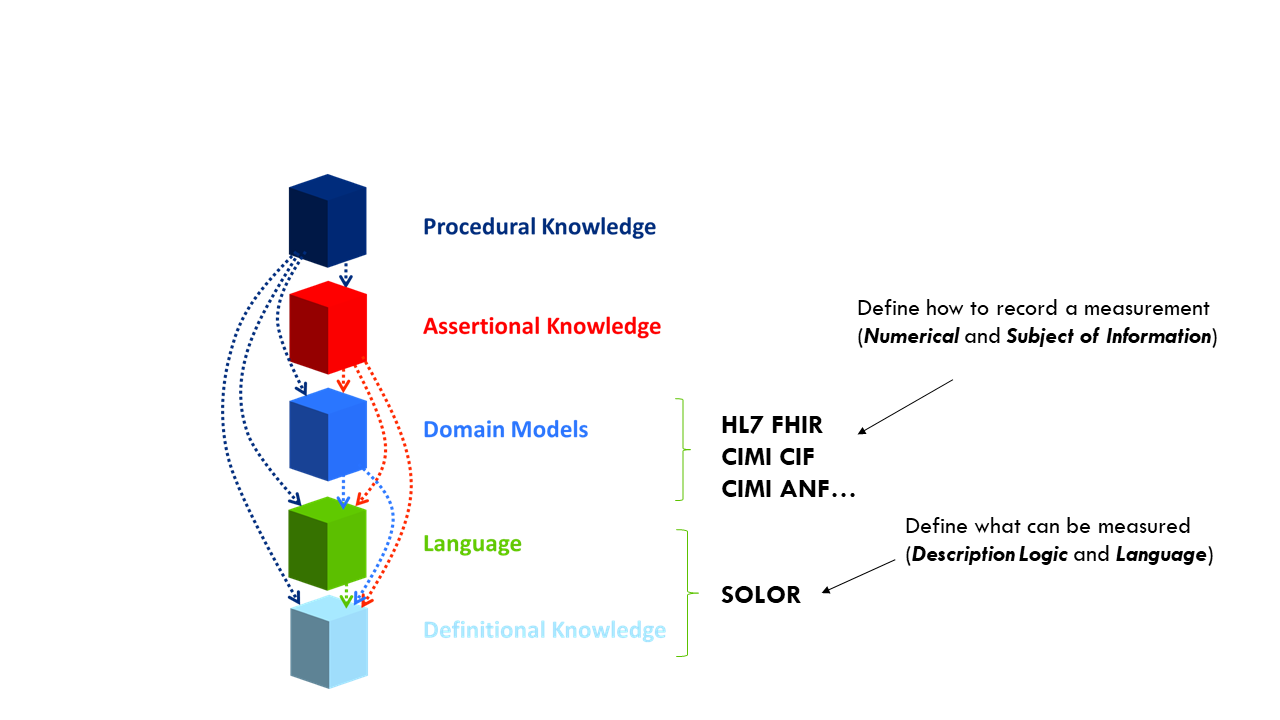 Procedural Knowledge
Assertional Knowledge
Define how to record a measurement
(Numerical and Subject of Information)
Domain Models
HL7 FHIR
CIMI CIF
CIMI ANF…
Language
Define what can be measured
(Description Logic and Language)
SOLOR
Definitional Knowledge